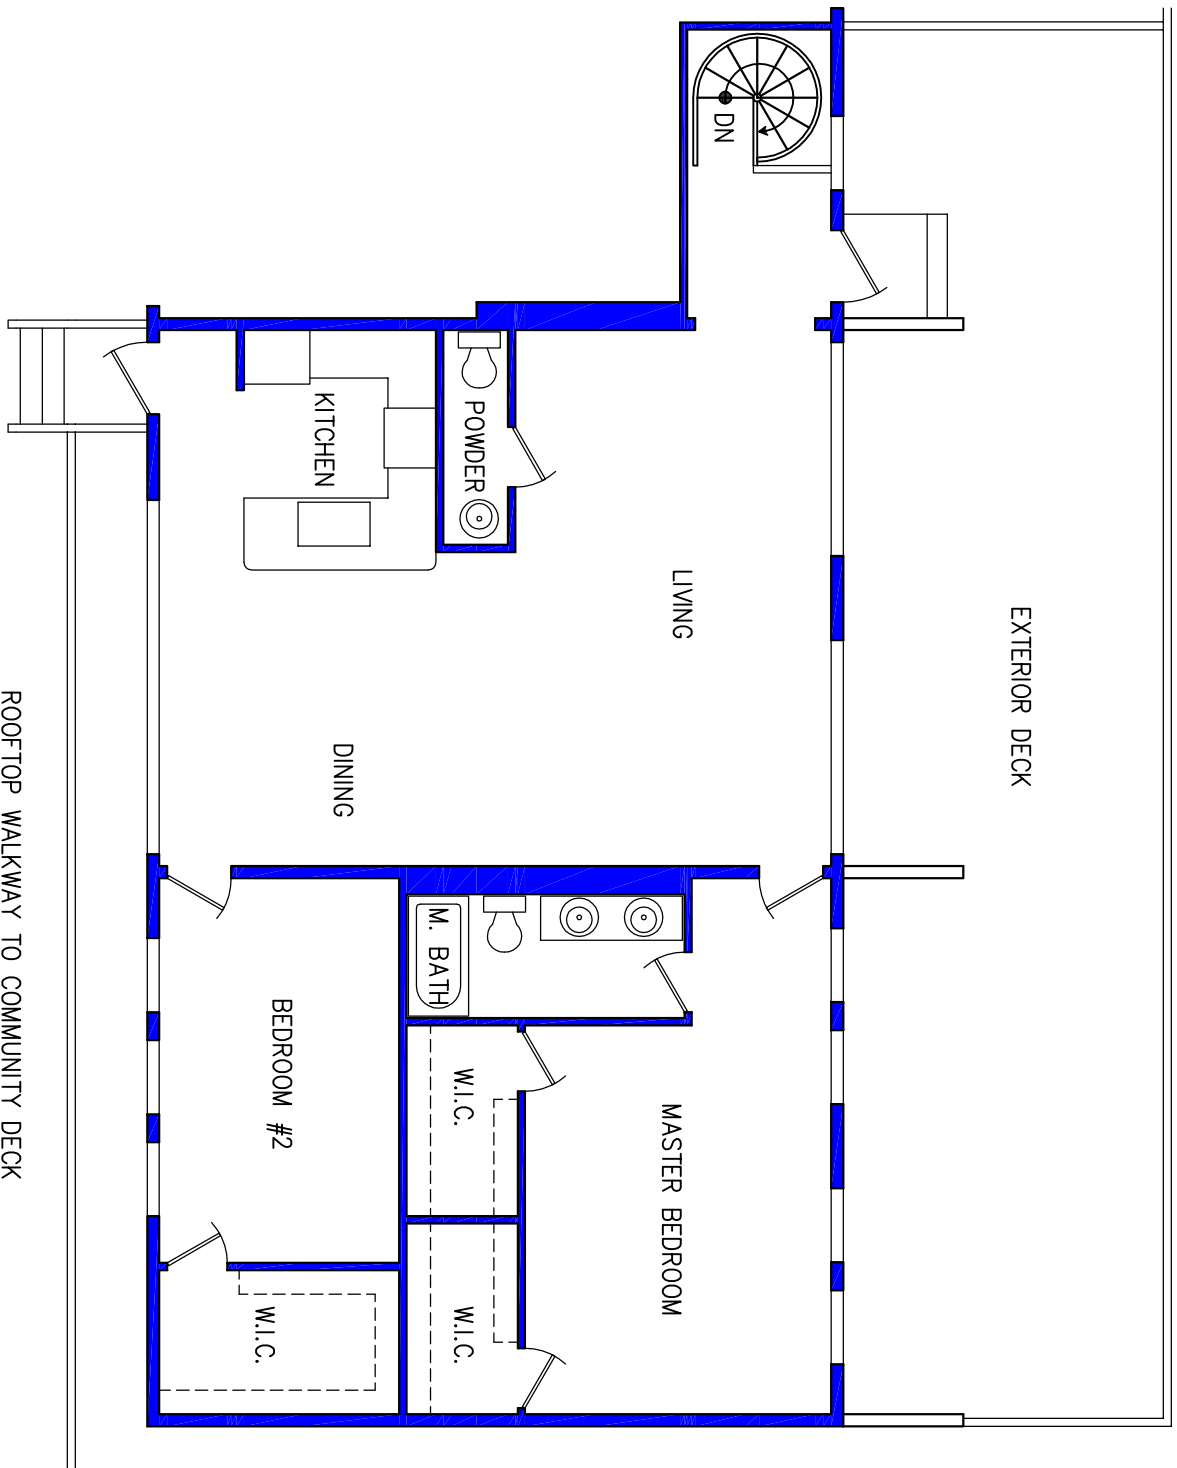 DN
EXTERIOR DECK
LIVING
POWDER
KITCHEN
DINING
M. BATH
MASTER BEDROOM
W.I.C.
W.I.C.
BEDROOM #2
W.I.C.
ROOFTOP WALKWAY TO COMMUNITY DECK